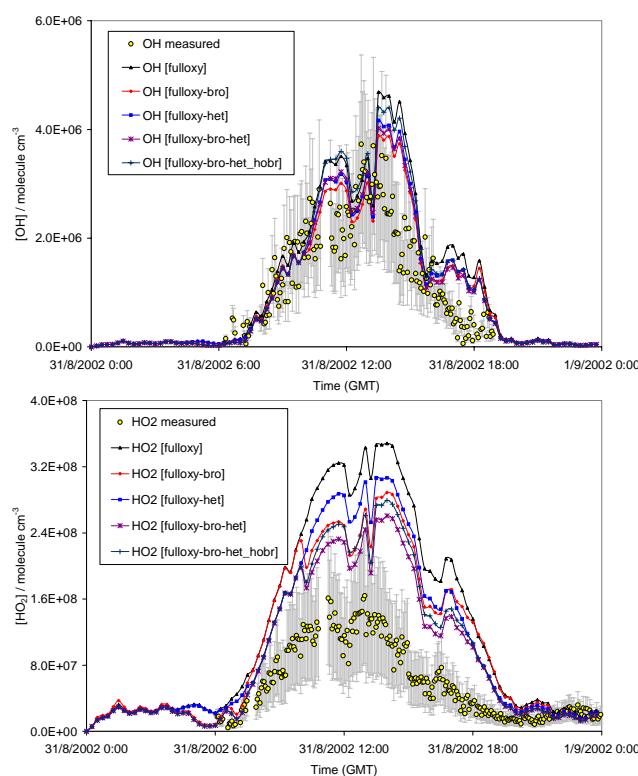 6.0E+06
4.0E+06
2.0E+06
0.0E+00
[OH] / molecule cm-3
OH measured
OH [fulloxy]
OH [fulloxy-bro]
OH [fulloxy-het]
OH [fulloxy-bro-het]
OH [fulloxy-bro-het_hobr]
31/8/2002 0:00 31/8/2002 6:00 31/8/2002 12:00 31/8/2002 18:00 1/9/2002 0:00
Time (GMT)
4.0E+08
3.2E+08
2.4E+08
1.6E+08
8.0E+07
0.0E+00
[HO2] / molecule cm-3
HO2 measured
HO2 [fulloxy]
HO2 [fulloxy-bro]
HO2 [fulloxy-het]
HO2 [fulloxy-bro-het]
HO2 [fulloxy-bro-het_hobr]
31/8/2002 0:00 31/8/2002 6:00 31/8/2002 12:00 31/8/2002 18:00 1/9/2002 0:00
Time (GMT)